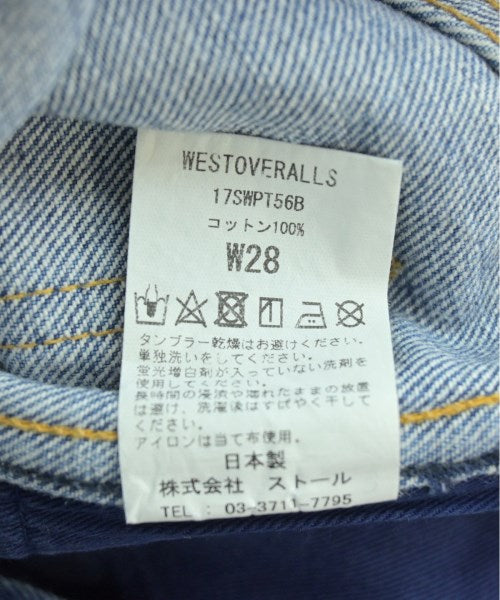 WESTOVERALLS
17SWPT56B
コットン100%
W28
タンブラー乾燥はお避けください。
単独洗いをしてください。
蛍光増白剤が入っていない洗剤を
使用してください。
長時間の浸漬や濡れたままの放置
は避け、洗濯後はすばやく干して
ください。
アイロンは当て布使用。
日本製
株式会社 ストール
TEL : 03-3711-7795